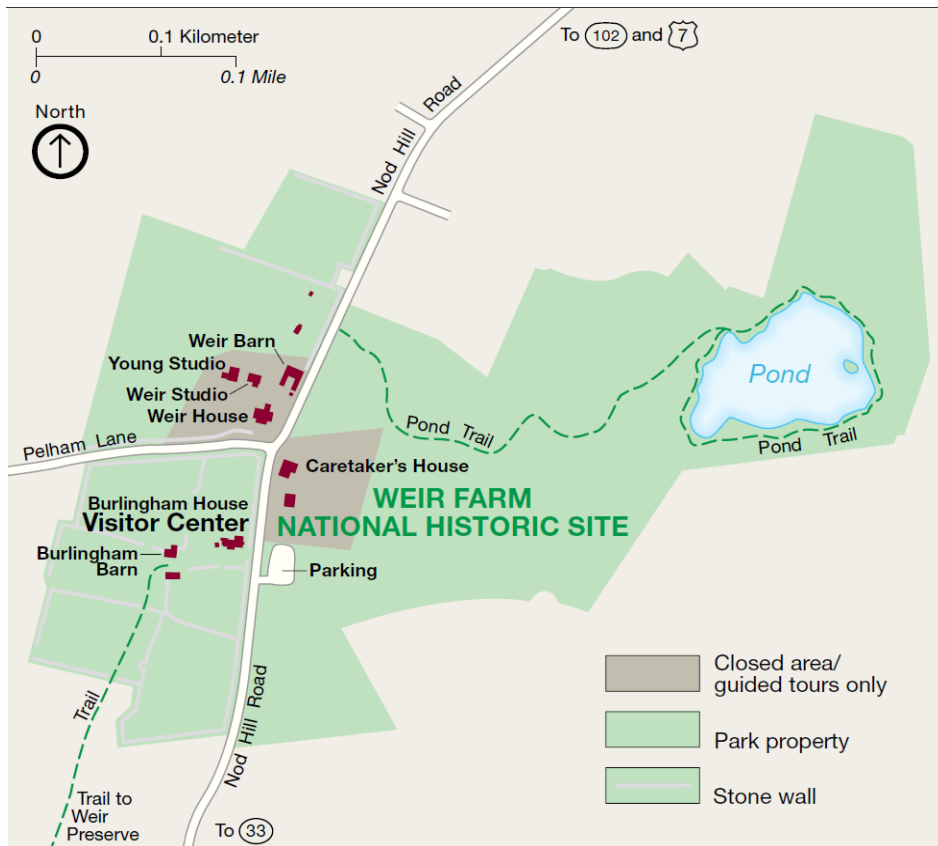 0 0.1 Kilometer
0 0.1 Mile
North
To 102 and 7
Nod Hill Road
Weir Barn
Young Studio
Weir Studio
Weir House
Pond
Pond Trail
Pond Trail
Pelham Lane
Caretaker's House
WEIR FARM
NATIONAL HISTORIC SITE
Burlingham House
Visitor Center
Burlingham
Barn
Parking
Trail
Nod Hill Road
Trail to
Weir
Preserve
To 33
Closed area/
guided tours only
Park property
Stone wall